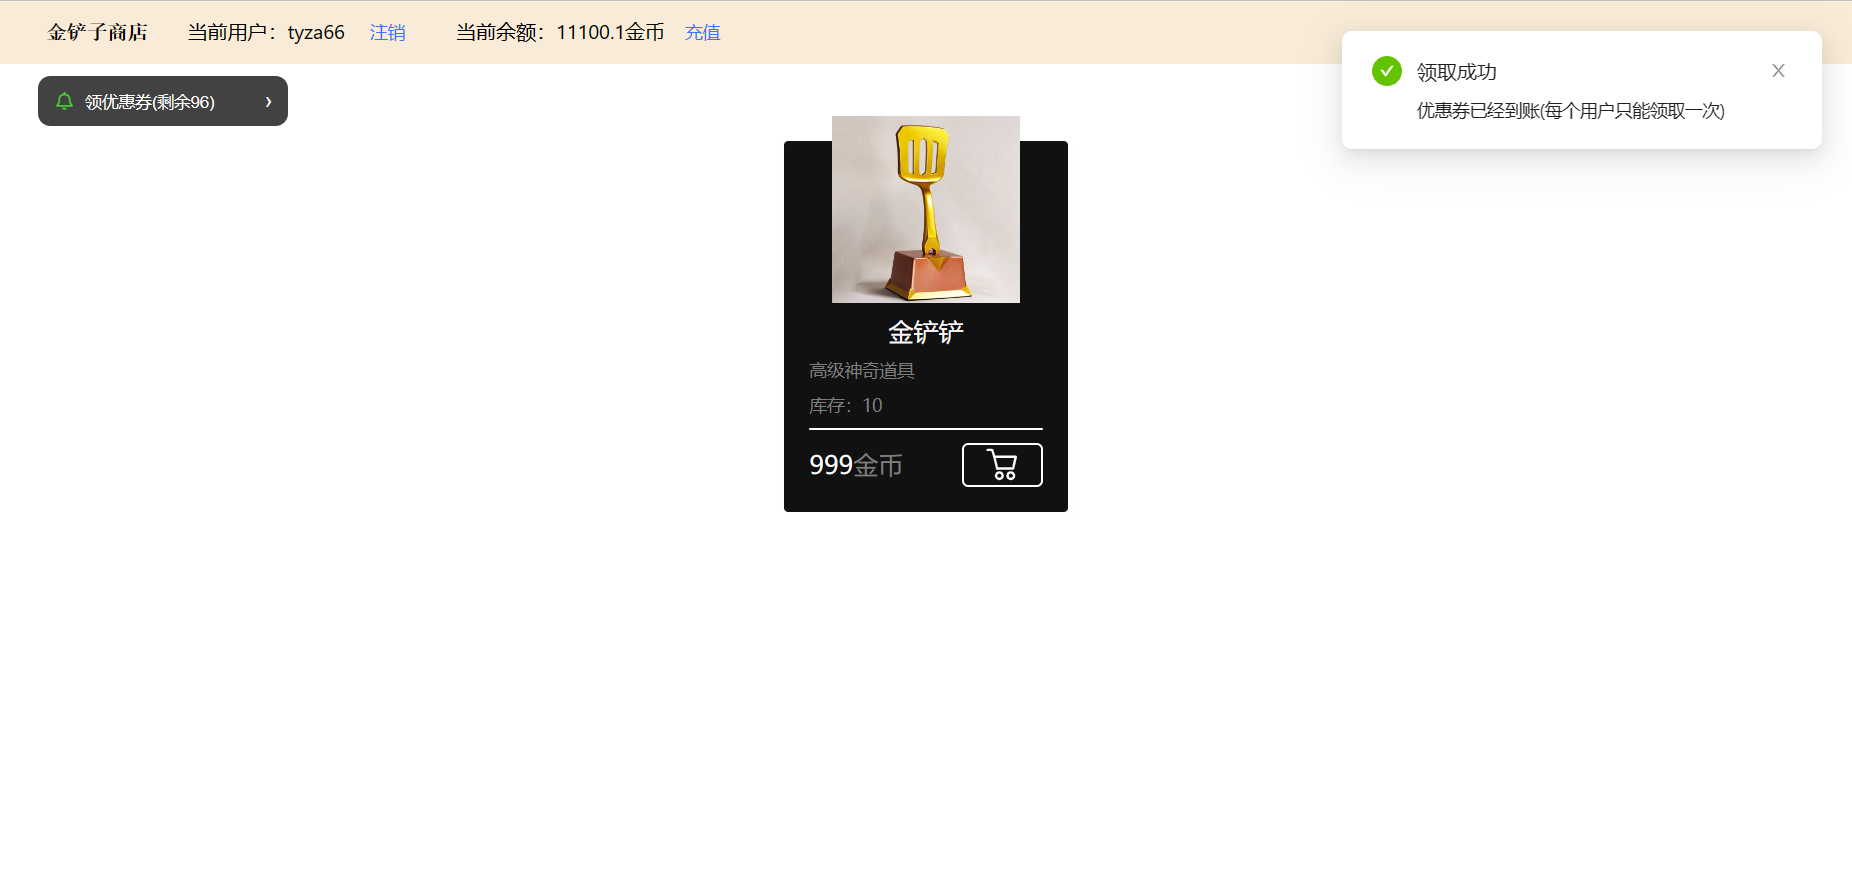 金铲子商店 当前用户：tyza66 注销 当前余额：11100.1金币 充值
领优惠券(剩余96) ›
领取成功
优惠券已经到账(每个用户只能领取一次)
金铲铲
高级神奇道具
库存：10
999金币